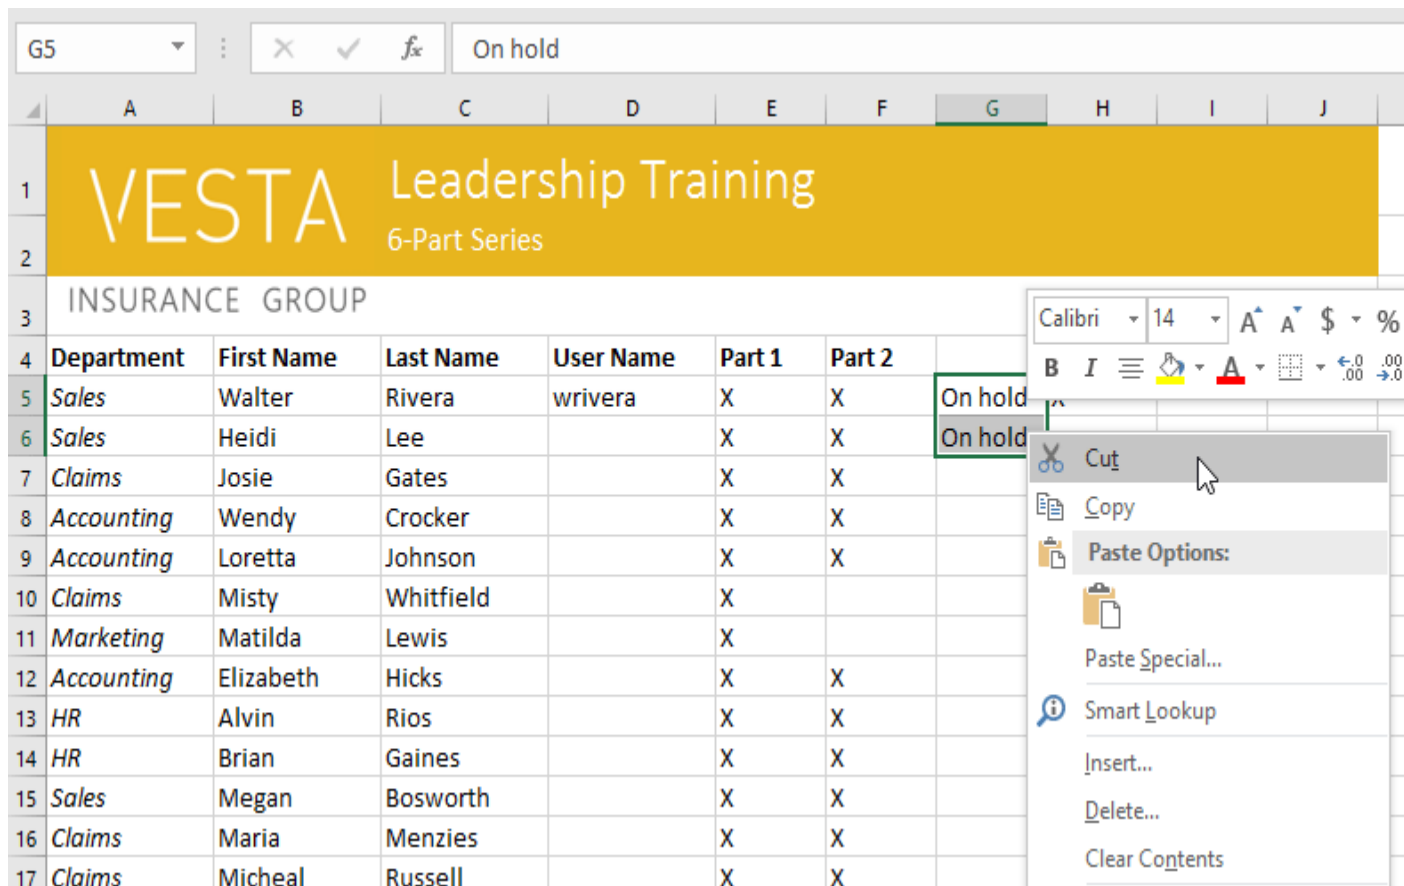 G5 fx On hold
A B C D E F G H I J
1 VESTA Leadership Training
2 6-Part Series
3 INSURANCE GROUP
Calibri 14 A A $ %
4 Department First Name Last Name User Name Part 1 Part 2
B I A .0 .00 .00 .0
5 Sales Walter Rivera wrivera X X On hold X
6 Sales Heidi Lee X X On hold
Cut
7 Claims Josie Gates X X
Copy
8 Accounting Wendy Crocker X X
Paste Options:
9 Accounting Loretta Johnson X X
10 Claims Misty Whitfield X
11 Marketing Matilda Lewis X
Paste Special...
12 Accounting Elizabeth Hicks X X
Smart Lookup
13 HR Alvin Rios X X
14 HR Brian Gaines X X
Insert...
15 Sales Megan Bosworth X X
Delete...
16 Claims Maria Menzies X X
Clear Contents
17 Claims Micheal Russell X X